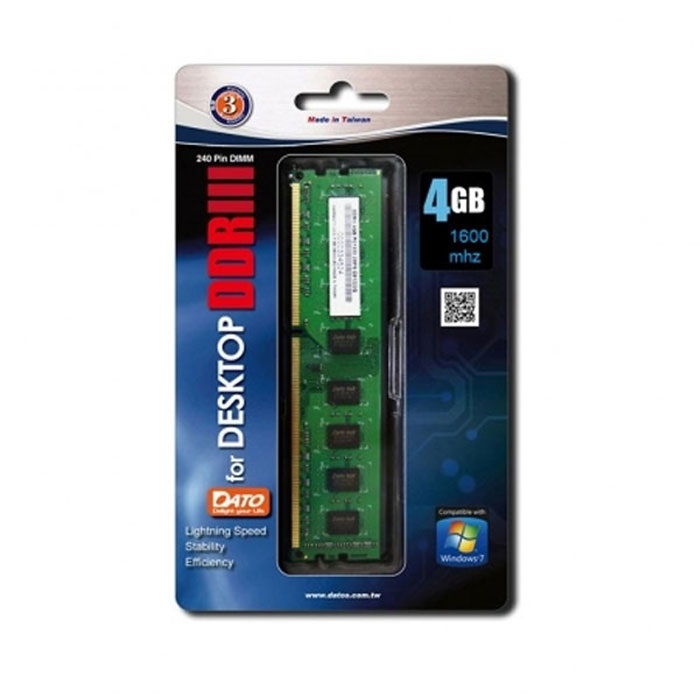 3
Made in Taiwan
240 Pin DIMM
for DESKTOP DDRIII
4GB
1600
mhz
DATO
Delight your Life
Lightning Speed
Stability
Efficiency
Compatible with
Windows 7
www.datoa.com.tw